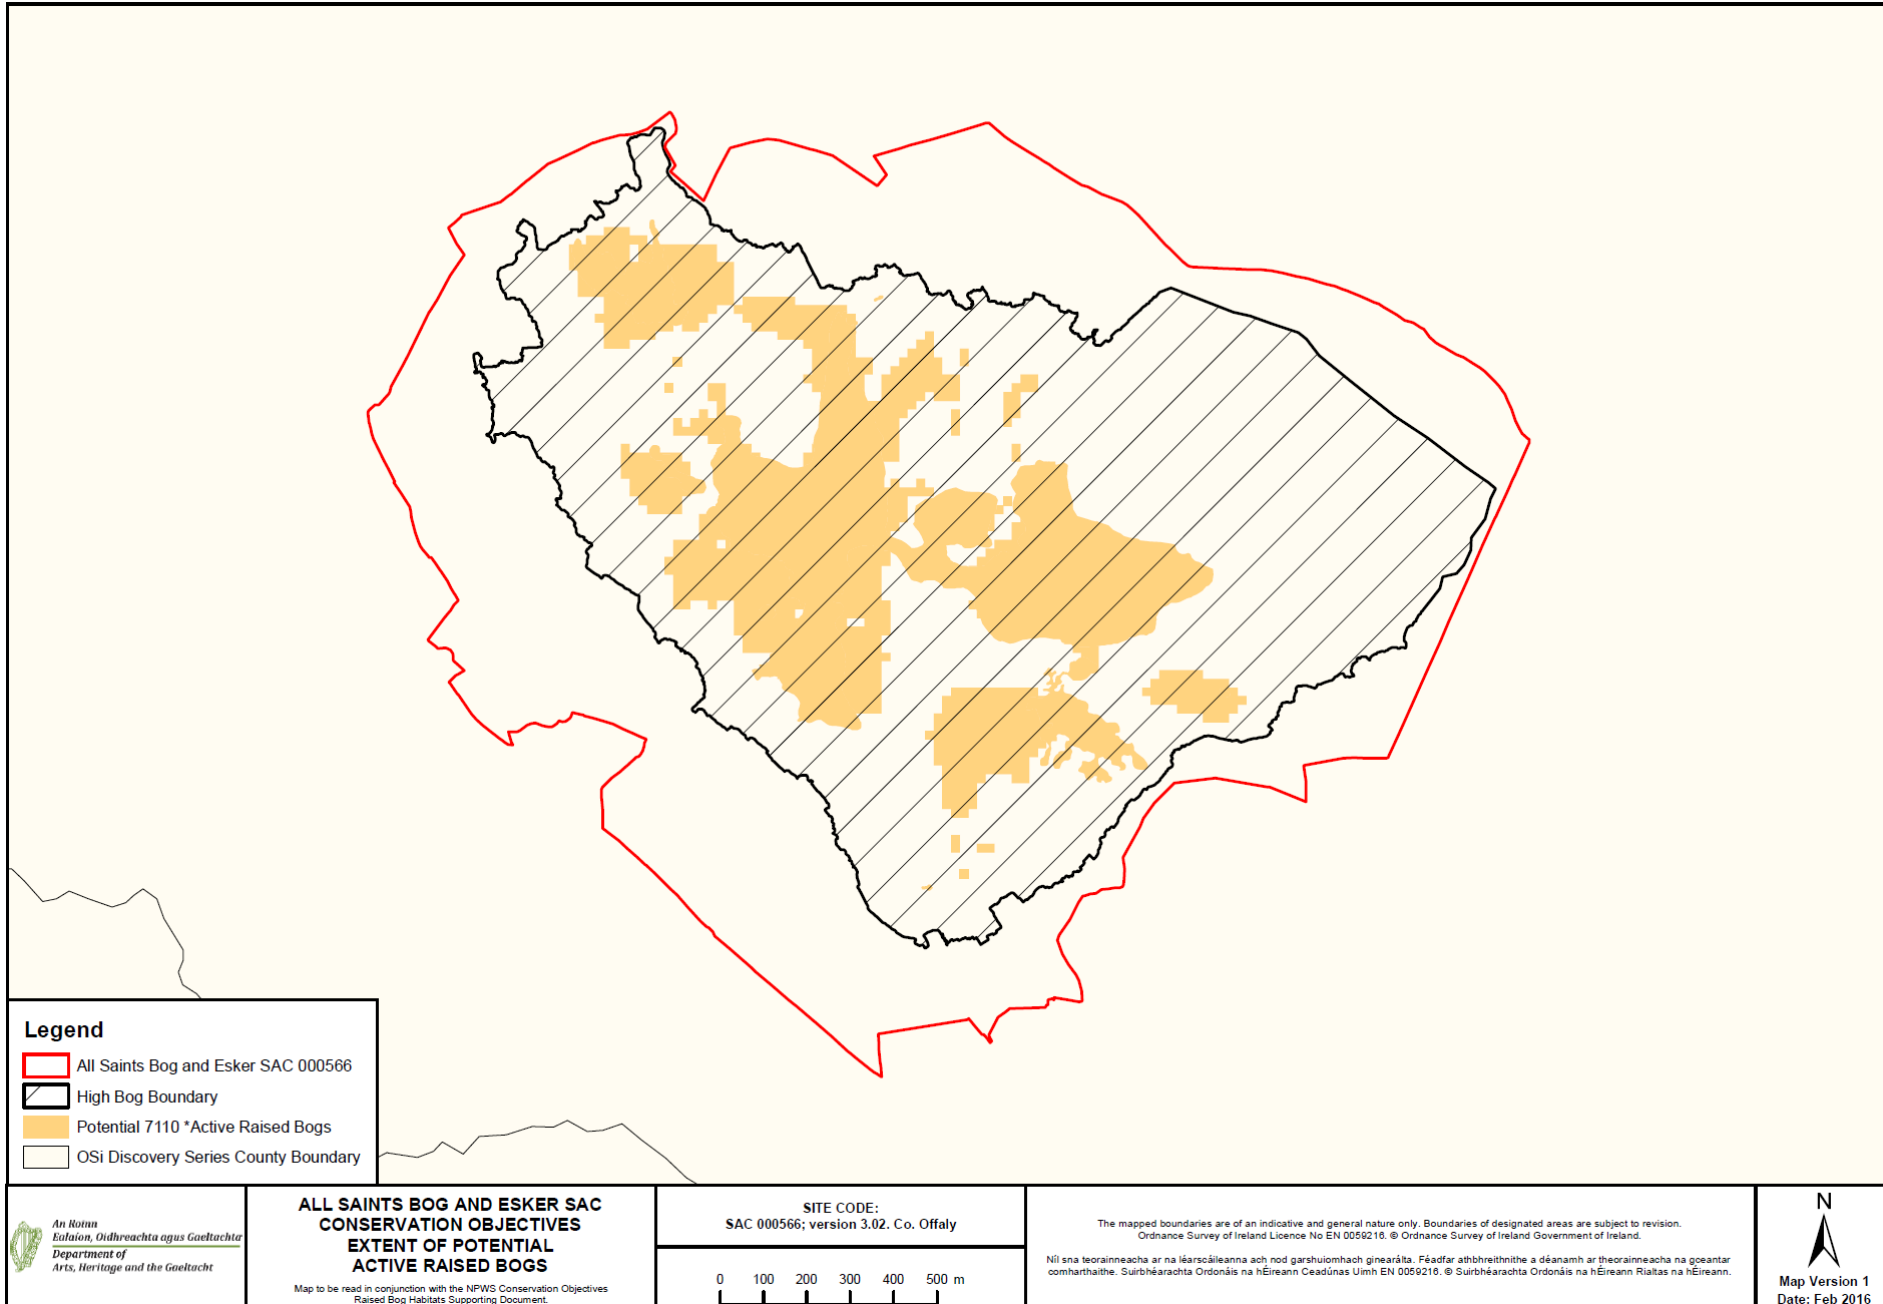 Legend
All Saints Bog and Esker SAC 000566
High Bog Boundary
Potential 7110 *Active Raised Bogs
OSi Discovery Series County Boundary
An Roinn
Ealaíon, Oidhreachta agus Gaeltachta
Department of
Arts, Heritage and the Gaeltacht
ALL SAINTS BOG AND ESKER SAC
CONSERVATION OBJECTIVES
EXTENT OF POTENTIAL
ACTIVE RAISED BOGS
Map to be read in conjunction with the NPWS Conservation Objectives
Raised Bog Habitats Supporting Document.
SITE CODE:
SAC 000566; version 3.02. Co. Offaly
0 100 200 300 400 500 m
The mapped boundaries are of an indicative and general nature only. Boundaries of designated areas are subject to revision.
Ordnance Survey of Ireland Licence No EN 0059216. © Ordnance Survey of Ireland Government of Ireland.
Níl sna teorainneacha ar na léarscáileanna ach nod garshuiomhach ginearálta. Féadfar athbhreithnithe a déanamh ar theorainneacha na gceantar
comharthaithe. Suirbhéarachta Ordonáis na hÉireann Ceadúnas Uimh EN 0059216. © Suirbhéarachta Ordonáis na hÉireann Rialtas na hÉireann.
N
Map Version 1
Date: Feb 2016